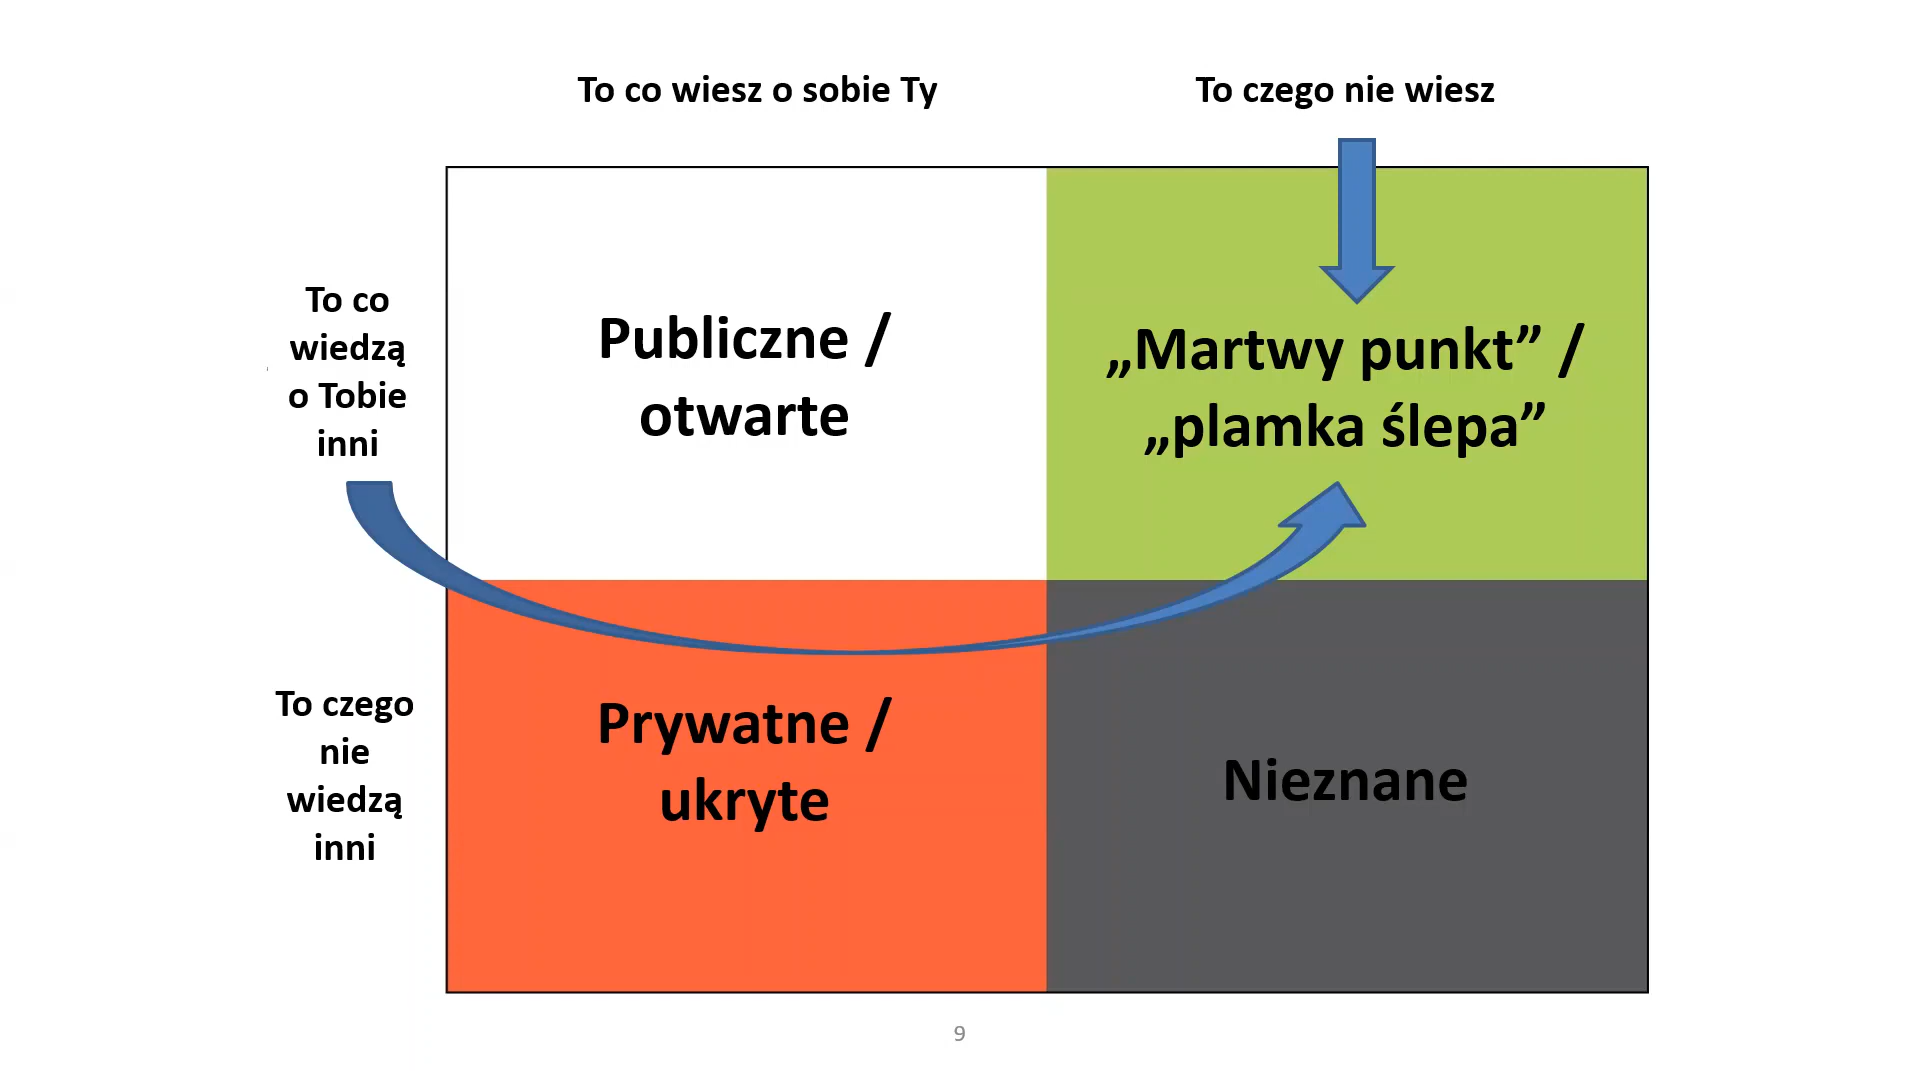 To co wiesz o sobie Ty
To czego nie wiesz
To co
wiedzą
o Tobie
inni
Publiczne /
otwarte
„Martwy punkt” /
„plamka ślepa”
To czego
nie
wiedzą
inni
Prywatne /
ukryte
Nieznane
9